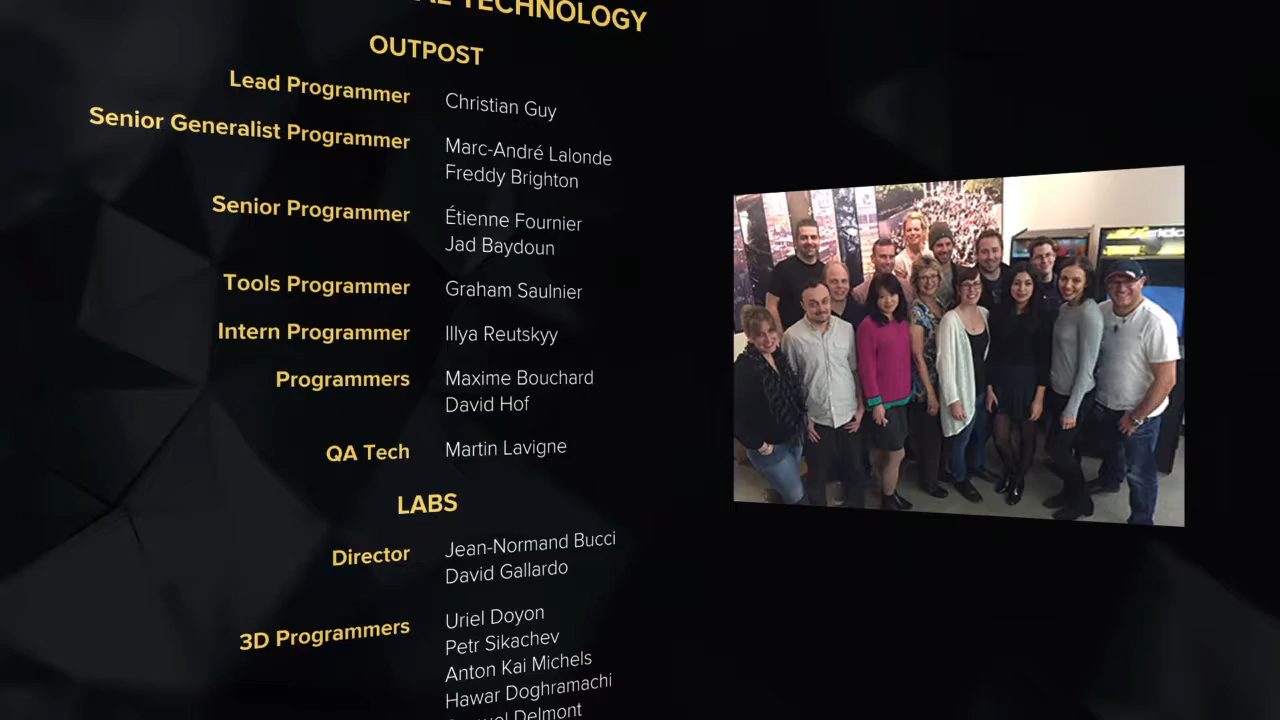 TECHNOLOGY
OUTPOST
Lead Programmer Christian Guy
Senior Generalist Programmer Marc-André Lalonde
Freddy Brighton
Senior Programmer Étienne Fournier
Jad Baydoun
Tools Programmer Graham Saulnier
Intern Programmer Illya Reutskyy
Programmers Maxime Bouchard
David Hof
QA Tech Martin Lavigne
LABS
Director Jean-Normand Bucci
David Gallardo
3D Programmers Uriel Doyon
Petr Sikachev
Anton Kai Michels
Hawar Doghramachi
Delmont